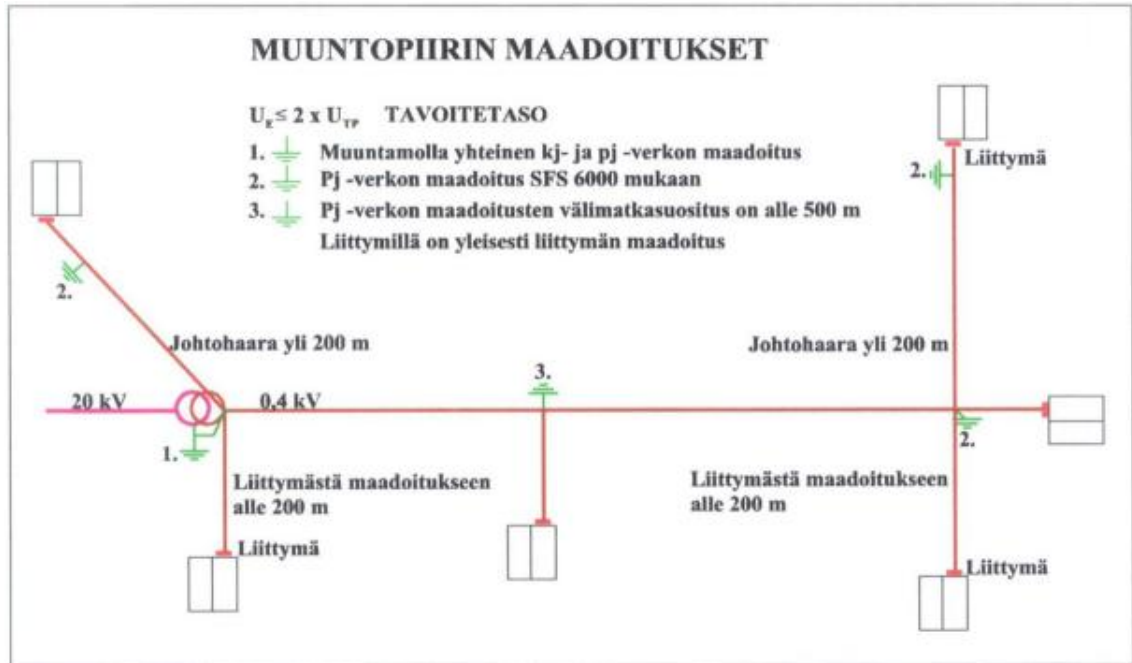 MUUNTOPIIRIN MAADOITUKSET
U_E ≤ 2 x U_TP TAVOITETASO
1. Muuntamolla yhteinen kj- ja pj -verkon maadoitus
2. Pj -verkon maadoitus SFS 6000 mukaan
3. Pj -verkon maadoitusten välimatkasuositus on alle 500 m
Liittymillä on yleisesti liittymän maadoitus
2.
Liittymä
2.
Johtohaara yli 200 m
Johtohaara yli 200 m
3.
20 kV
0,4 kV
1.
2.
Liittymästä maadoitukseen
alle 200 m
Liittymästä maadoitukseen
alle 200 m
Liittymä
Liittymä